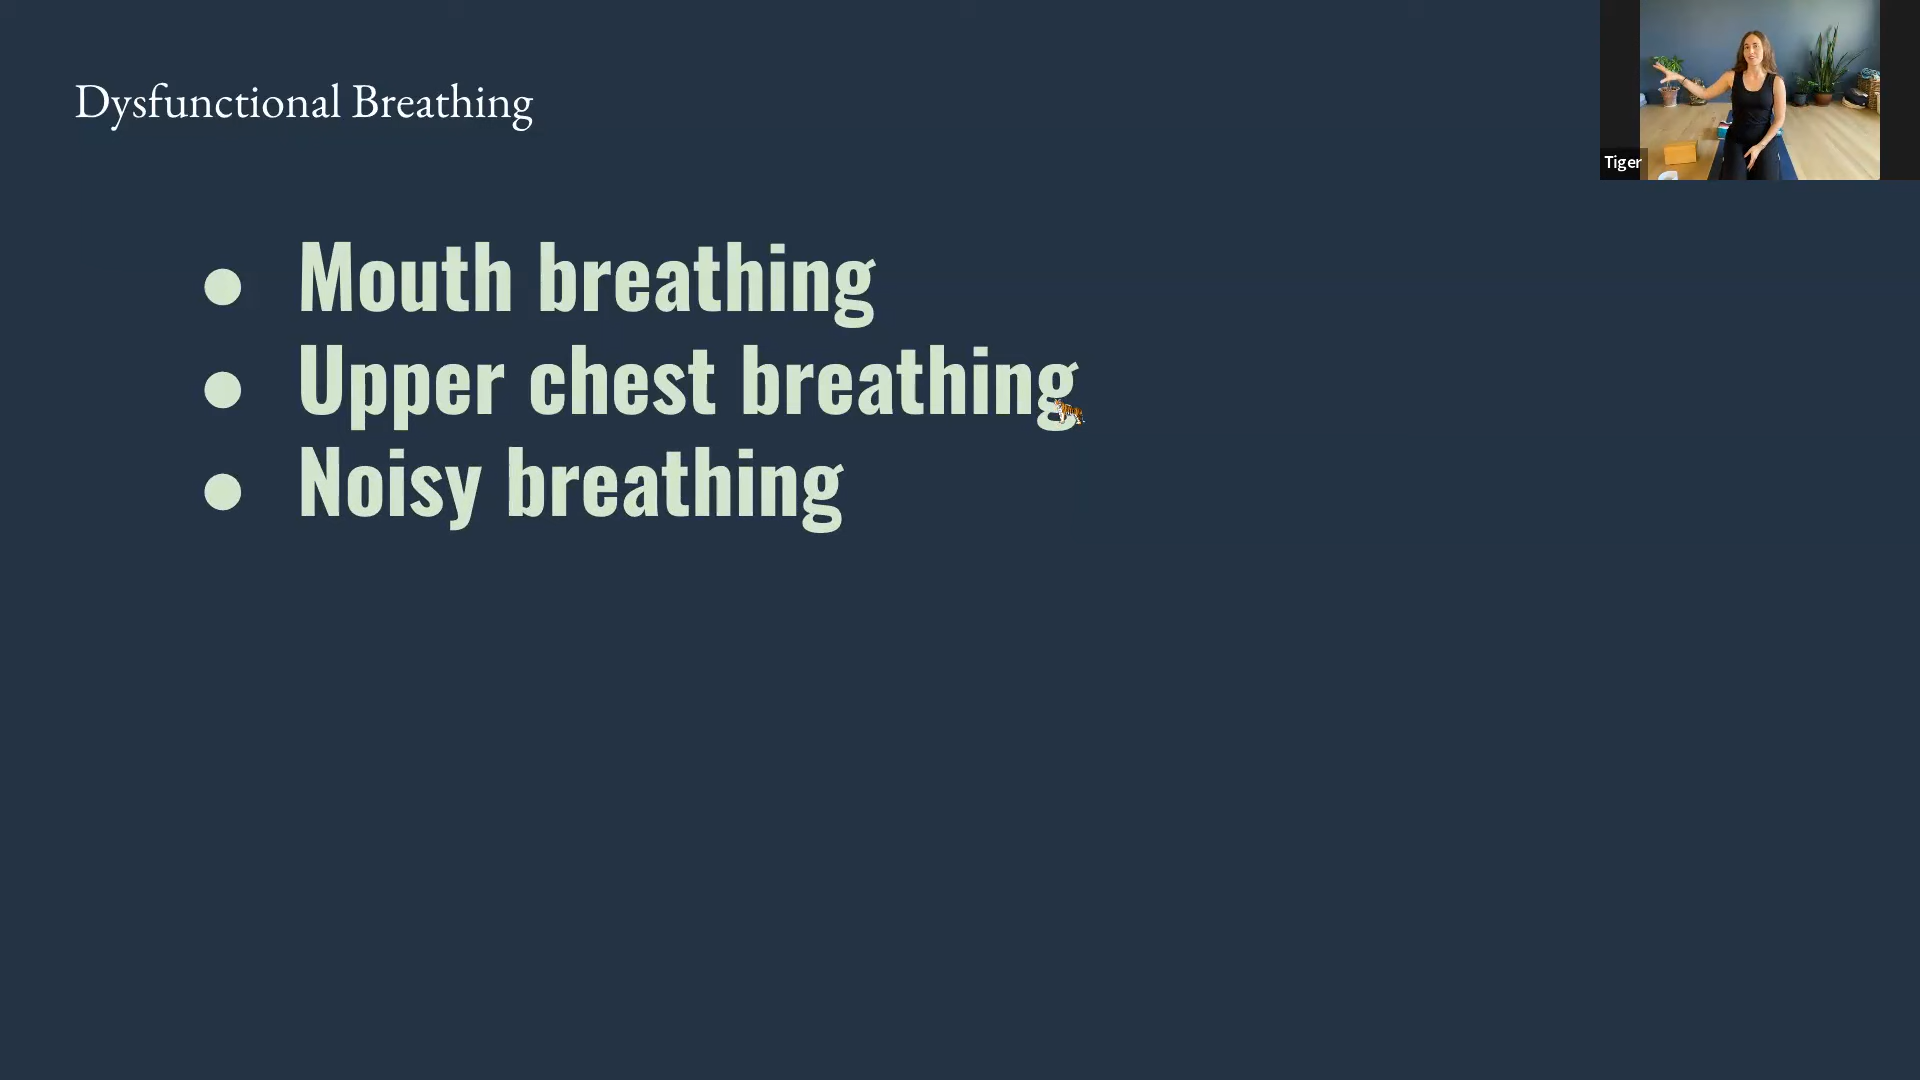 Dysfunctional Breathing
Tiger
● Mouth breathing
● Upper chest breathing
● Noisy breathing